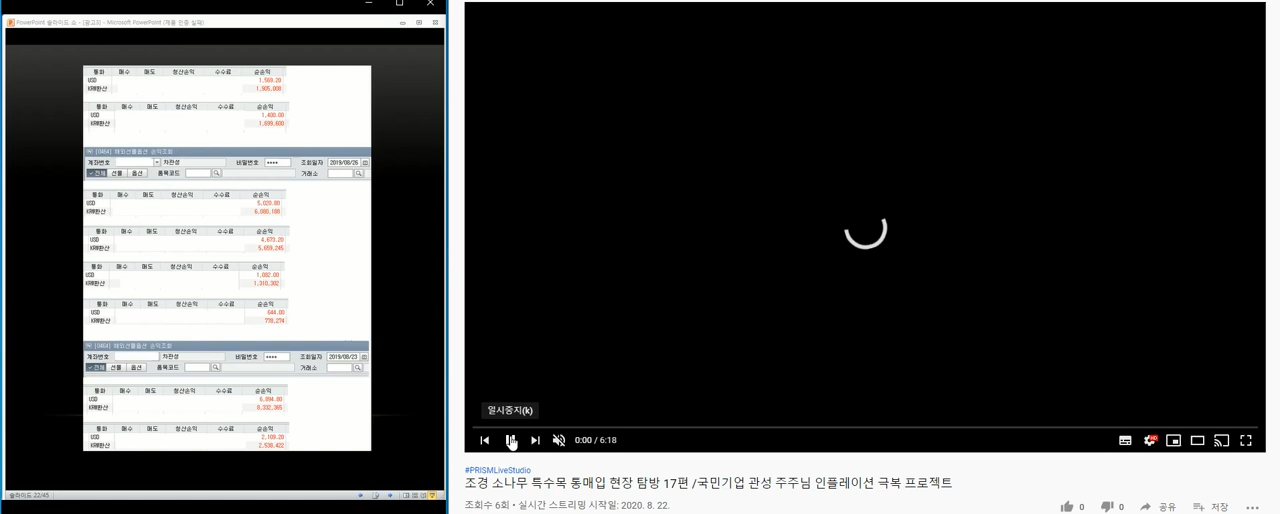 PowerPoint 슬라이드 쇼 - [광고3] - Microsoft PowerPoint (제품 인증 실패)
통화 매수 매도 청산손익 수수료 순손익
USD 1,569.20
KRW환산 1,905,008
통화 매수 매도 청산손익 수수료 순손익
USD 1,400.00
KRW환산 1,699,600
[0464] 해외선물옵션 손익조회
계좌번호 차관성 비밀번호 **** 조회일자 2019/08/26
전체 선물 옵션 품목코드 거래소
통화 매수 매도 청산손익 수수료 순손익
USD 5,020.80
KRW환산 6,080,188
통화 매수 매도 청산손익 수수료 순손익
USD 4,673.20
KRW환산 5,659,245
통화 매수 매도 청산손익 수수료 순손익
USD 1,082.00
KRW환산 1,310,302
통화 매수 매도 청산손익 수수료 순손익
USD 644.80
KRW환산 778,274
[0464] 해외선물옵션 손익조회
계좌번호 차관성 비밀번호 **** 조회일자 2019/08/23
전체 선물 옵션 품목코드 거래소
통화 매수 매도 청산손익 수수료 순손익
USD 6,894.80
KRW환산 8,332,365
통화 매수 매도 청산손익 수수료 순손익
USD 2,109.20
KRW환산 2,536,422
슬라이드 22/45
일시중지(k)
0:00 / 6:18
HD
#PRISMLiveStudio
조경 소나무 특수목 통매입 현장 탐방 17편 /국민기업 관성 주주님 인플레이션 극복 프로젝트
조회수 6회 • 실시간 스트리밍 시작일: 2020. 8. 22.
0 0 공유 저장